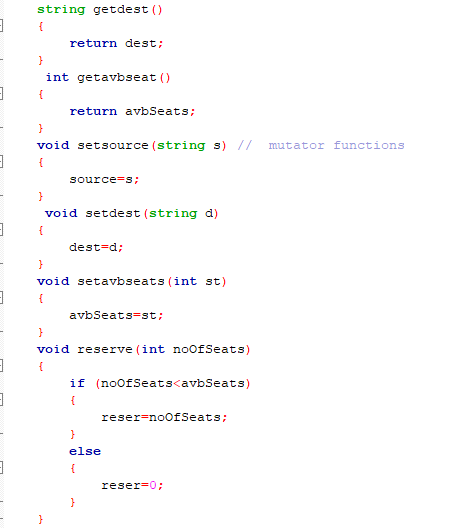 string getdest()
{
return dest;
}
int getavbseat()
{
return avbSeats;
}
void setsource(string s) // mutator functions
{
source=s;
}
void setdest(string d)
{
dest=d;
}
void setavbseats(int st)
{
avbSeats=st;
}
void reserve(int noOfSeats)
{
if (noOfSeats<avbSeats)
{
reser=noOfSeats;
}
else
{
reser=0;
}
}